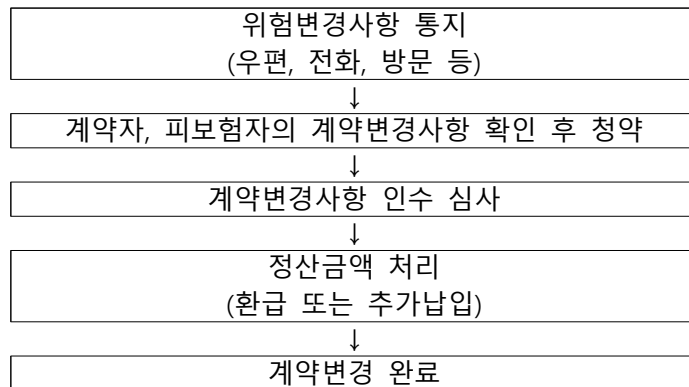 위험변경사항 통지
(우편, 전화, 방문 등)
↓
계약자, 피보험자의 계약변경사항 확인 후 청약
↓
계약변경사항 인수 심사
↓
정산금액 처리
(환급 또는 추가납입)
↓
계약변경 완료